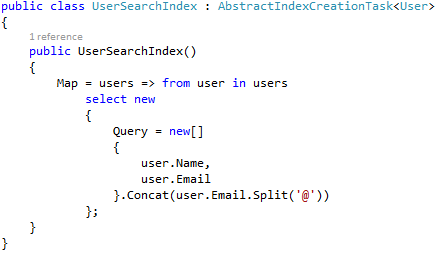 public class UserSearchIndex : AbstractIndexCreationTask<User>
{
1 reference
public UserSearchIndex()
{
Map = users => from user in users
select new
{
Query = new[]
{
user.Name,
user.Email
}.Concat(user.Email.Split('@'))
};
}
}